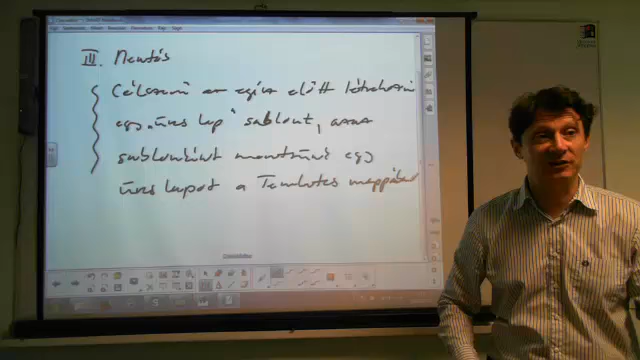 III. Mentés
Célszerű az egész előtt létrehozni
egy „üres lap” sablont, azaz
sablonként mentsünk egy
üres lapot a Templates mappába